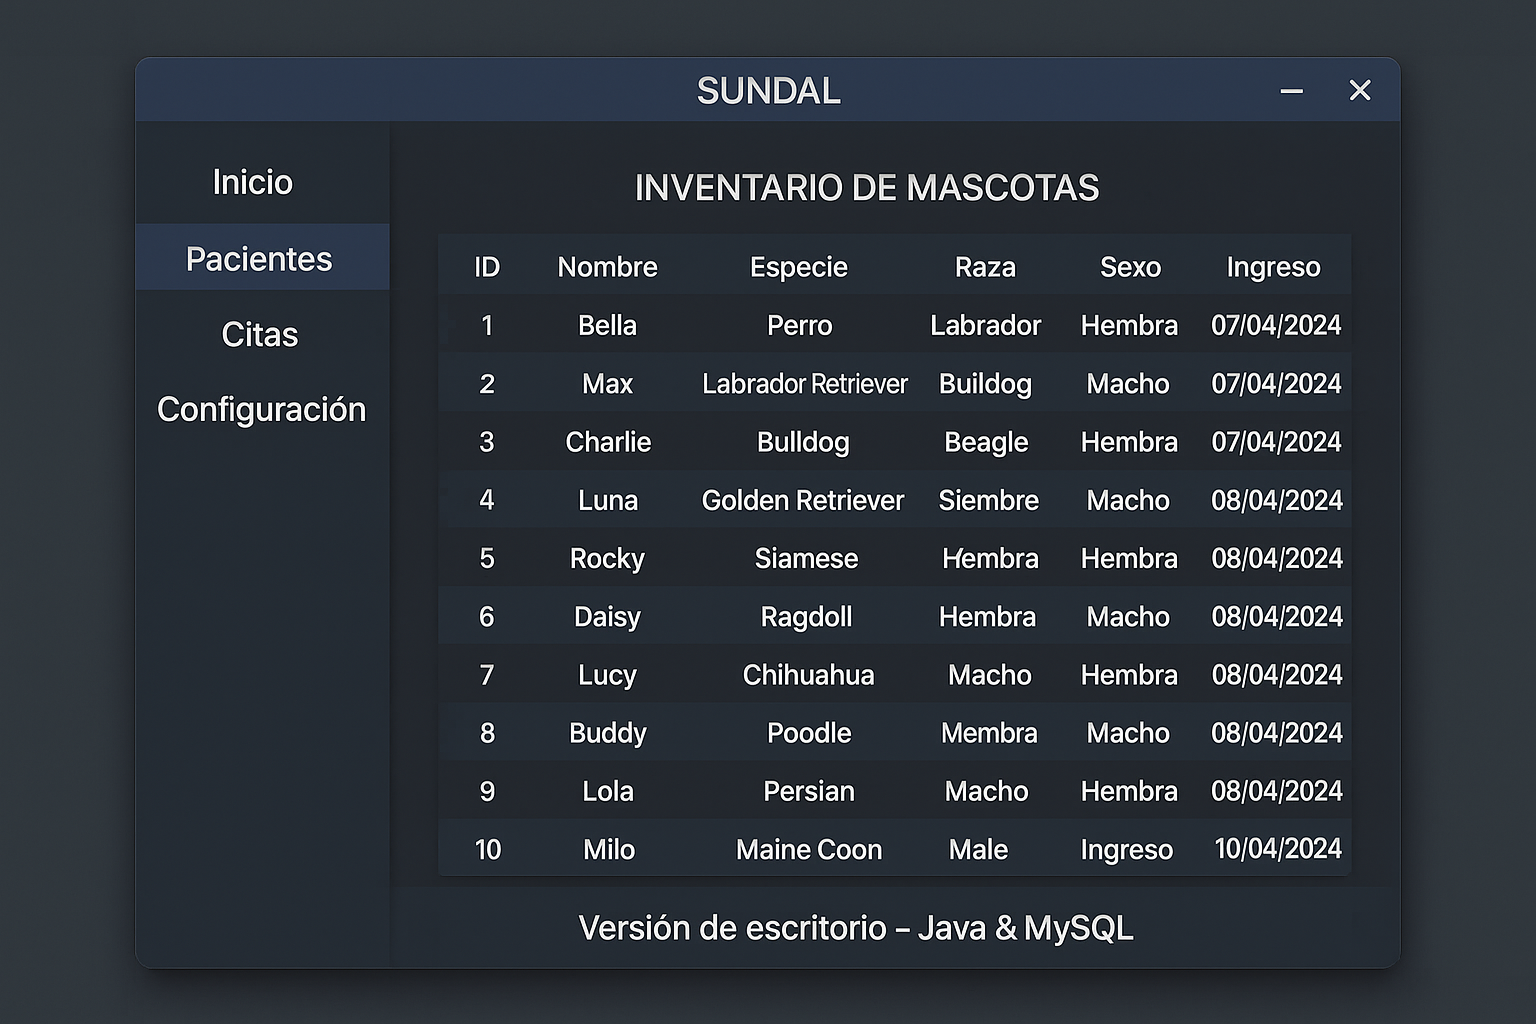 SUNDAL
Inicio
Pacientes
Citas
Configuración
INVENTARIO DE MASCOTAS
ID Nombre Especie Raza Sexo Ingreso
1 Bella Perro Labrador Hembra 07/04/2024
2 Max Labrador Retriever Buildog Macho 07/04/2024
3 Charlie Bulldog Beagle Hembra 07/04/2024
4 Luna Golden Retriever Siembre Macho 08/04/2024
5 Rocky Siamese Hembra Hembra 08/04/2024
6 Daisy Ragdoll Hembra Macho 08/04/2024
7 Lucy Chihuahua Macho Hembra 08/04/2024
8 Buddy Poodle Membra Macho 08/04/2024
9 Lola Persian Macho Hembra 08/04/2024
10 Milo Maine Coon Male Ingreso 10/04/2024
Versión de escritorio – Java & MySQL